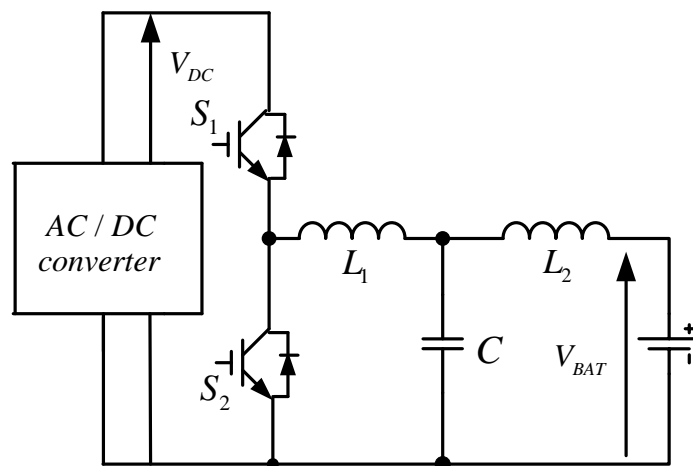 V_DC
S_1
AC / DC
converter
L_1
L_2
S_2
C
V_BAT
+
-